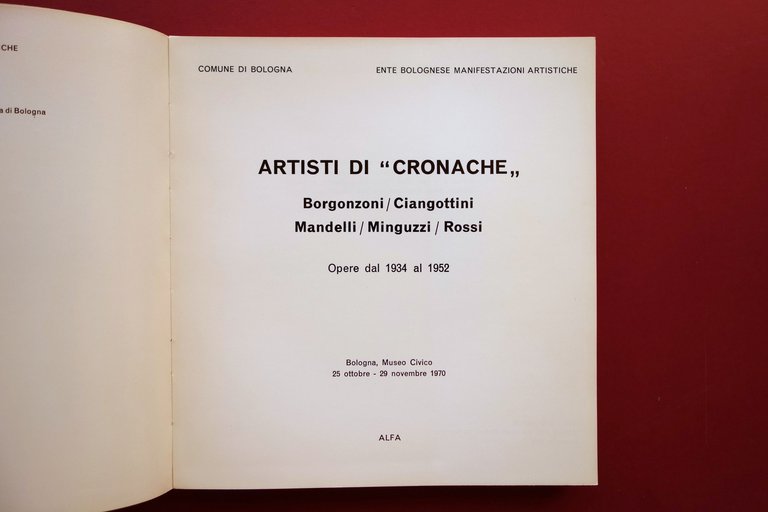 CHE
a di Bologna
COMUNE DI BOLOGNA
ENTE BOLOGNESE MANIFESTAZIONI ARTISTICHE
ARTISTI DI “CRONACHE„
Borgonzoni / Ciangottini
Mandelli / Minguzzi / Rossi
Opere dal 1934 al 1952
Bologna, Museo Civico
25 ottobre - 29 novembre 1970
ALFA